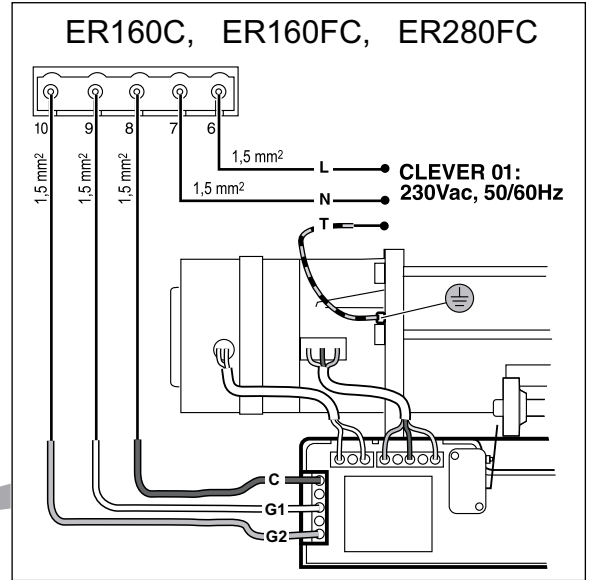 ER160C, ER160FC, ER280FC
10 9 8 7 6
1,5 mm²
1,5 mm²
1,5 mm²
1,5 mm²
1,5 mm²
L
N
T
CLEVER 01:
230Vac, 50/60Hz
C
G1
G2